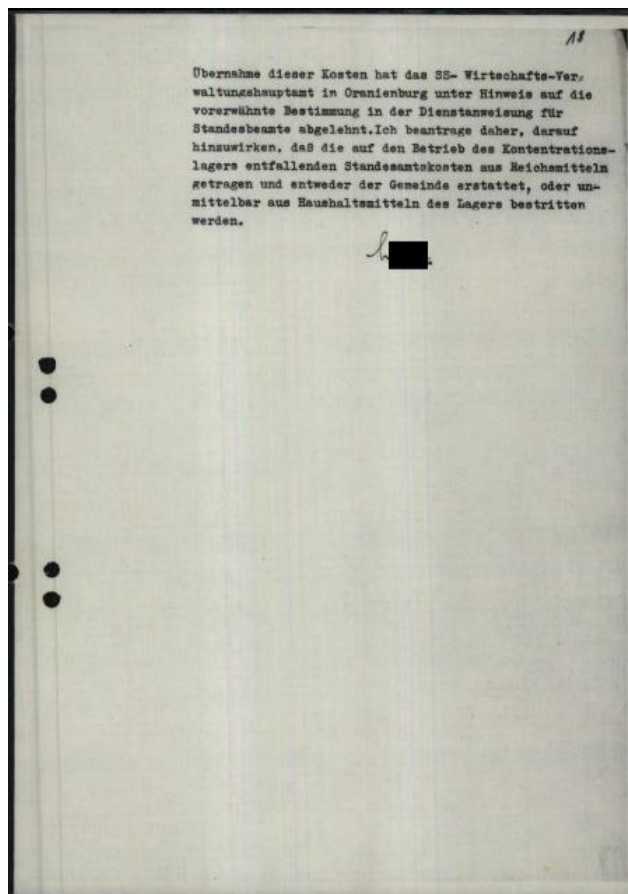 18
Übernahme dieser Kosten hat das SS- Wirtschafts-Ver-
waltungshauptamt in Oranienburg unter Hinweis auf die
vorerwähnte Bestimmung in der Dienstanweisung für
Standesbeamte abgelehnt.Ich beantrage daher, darauf
hinzuwirken, daß die auf den Betrieb des Kontentrations-
lagers entfallenden Standesamtskosten aus Reichsmitteln
getragen und entweder der Gemeinde erstattet, oder un-
mittelbar aus Haushaltsmitteln des Lagers bestritten
werden.